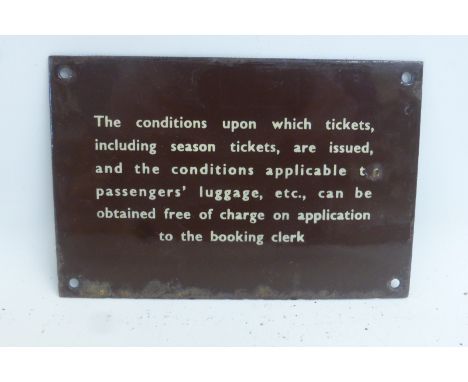 The conditions upon which tickets,
including season tickets, are issued,
and the conditions applicable t
passengers' luggage, etc., can be
obtained free of charge on application
to the booking clerk